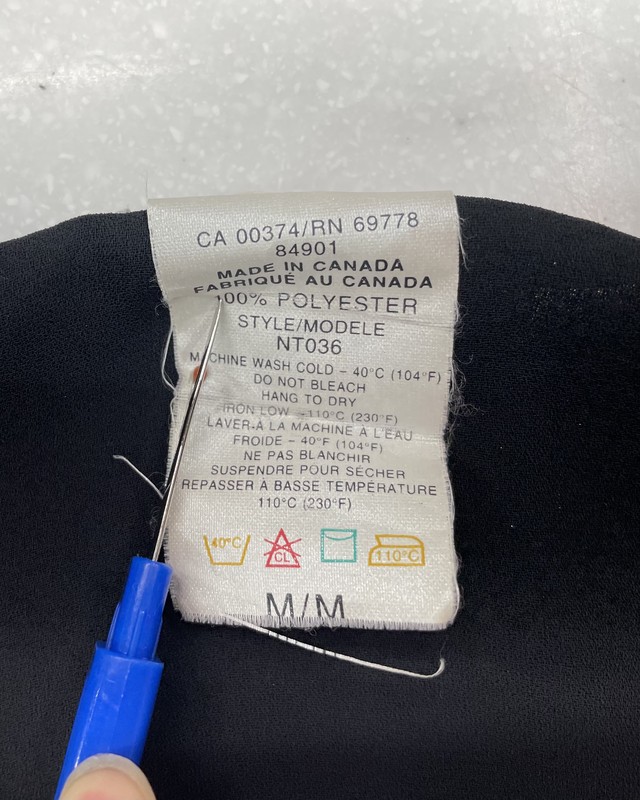 CA 00374/RN 69778
84901
MADE IN CANADA
FABRIQUÉ AU CANADA
100% POLYESTER
STYLE/MODELE
NT036
MACHINE WASH COLD – 40°C (104°F)
DO NOT BLEACH
HANG TO DRY
IRON LOW -110°C (230°F)
LAVER-À LA MACHINE À L'EAU
FROIDE – 40°F (104°F)
NE PAS BLANCHIR
SUSPENDRE POUR SÉCHER
REPASSER À BASSE TEMPÉRATURE
110°C (230°F)
40°C CL 110°C
M/M